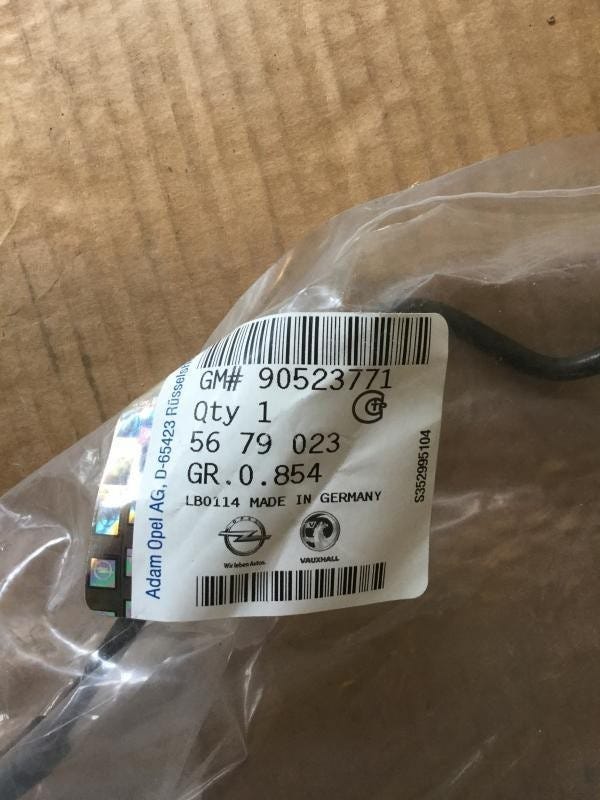 GM# 90523771
Qty 1
56 79 023
GR.0.854
LB0114 MADE IN GERMANY
OPEL
Wir leben Autos.
VAUXHALL
Adam Opel AG, D-65423
S352995104